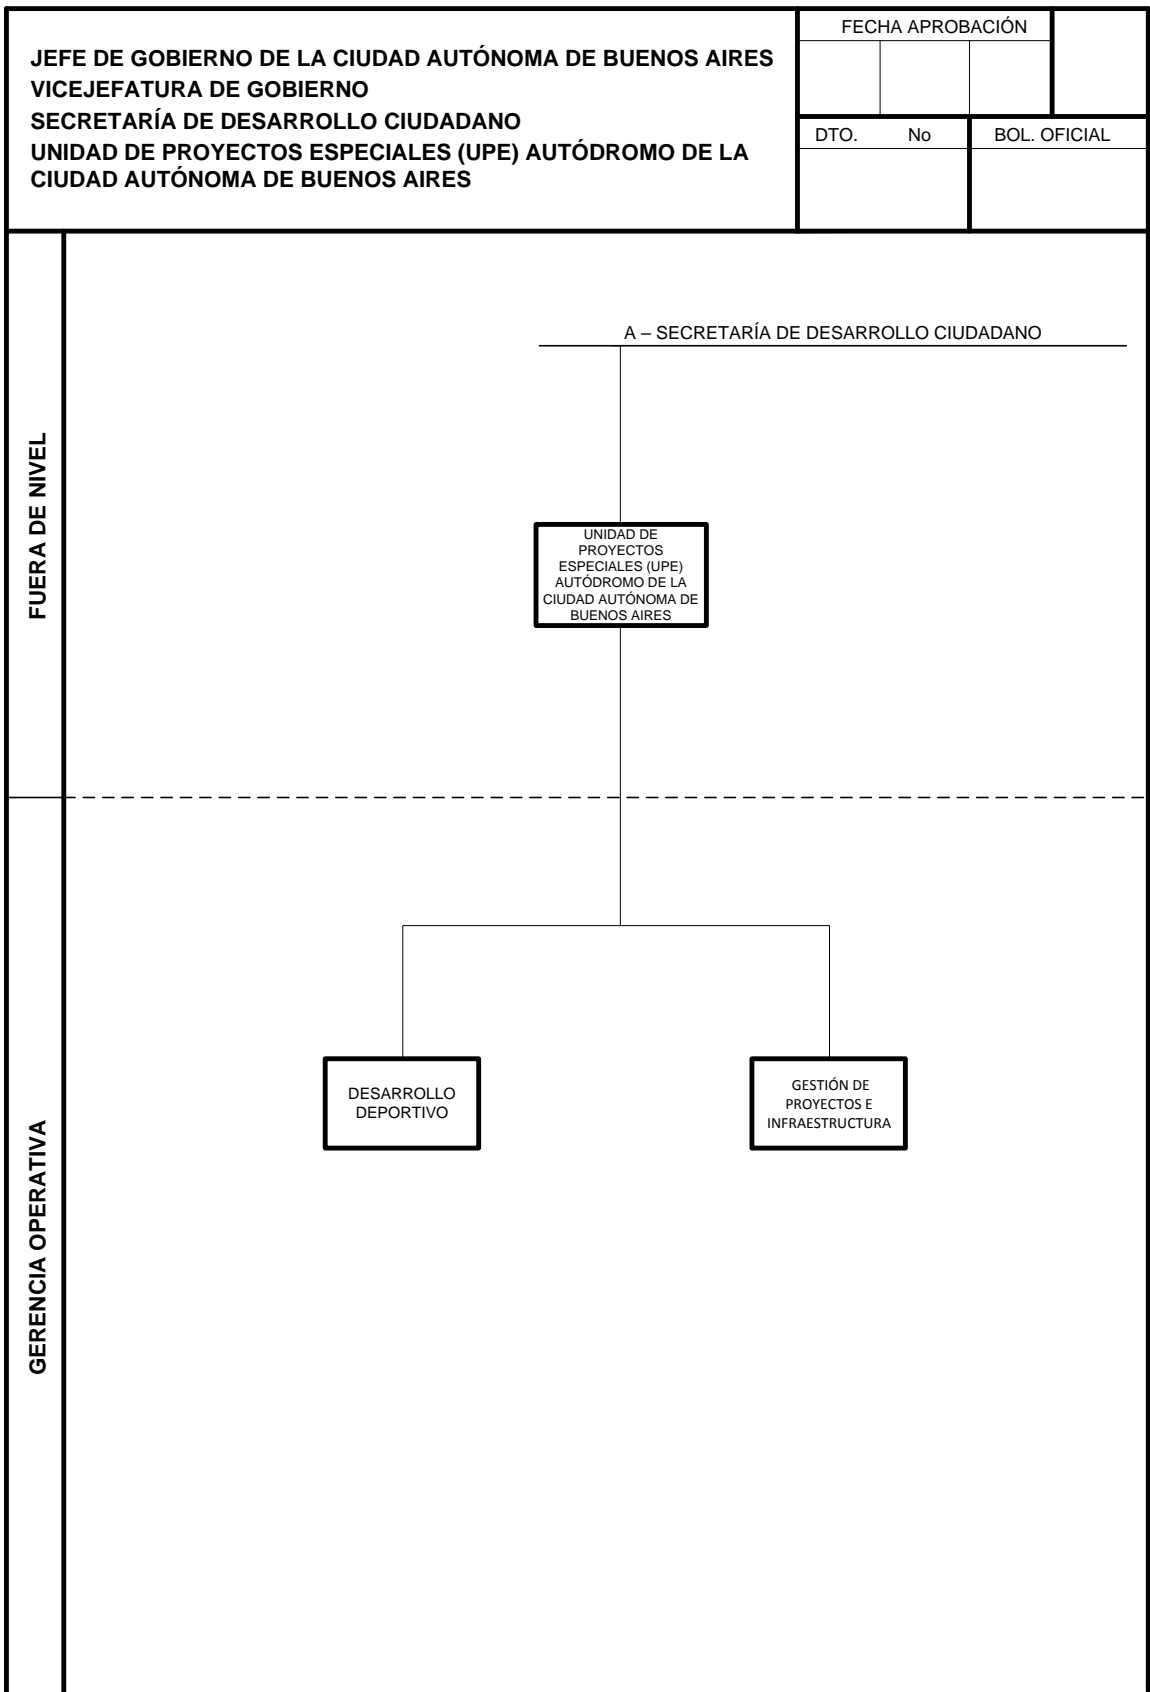 JEFE DE GOBIERNO DE LA CIUDAD AUTÓNOMA DE BUENOS AIRES
VICEJEFATURA DE GOBIERNO
SECRETARÍA DE DESARROLLO CIUDADANO
UNIDAD DE PROYECTOS ESPECIALES (UPE) AUTÓDROMO DE LA
CIUDAD AUTÓNOMA DE BUENOS AIRES
FECHA APROBACIÓN
DTO. No
BOL. OFICIAL
FUERA DE NIVEL
A – SECRETARÍA DE DESARROLLO CIUDADANO
UNIDAD DE
PROYECTOS
ESPECIALES (UPE)
AUTÓDROMO DE LA
CIUDAD AUTÓNOMA DE
BUENOS AIRES
GERENCIA OPERATIVA
DESARROLLO
DEPORTIVO
GESTIÓN DE
PROYECTOS E
INFRAESTRUCTURA